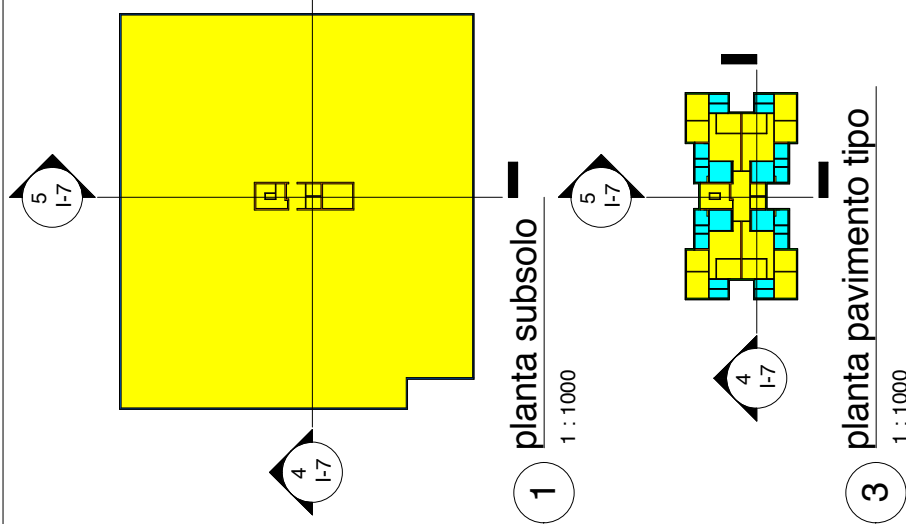 5
I-7
4
I-7
1
planta subsolo
1 : 1000
5
I-7
4
I-7
3
planta pavimento tipo
1 : 1000